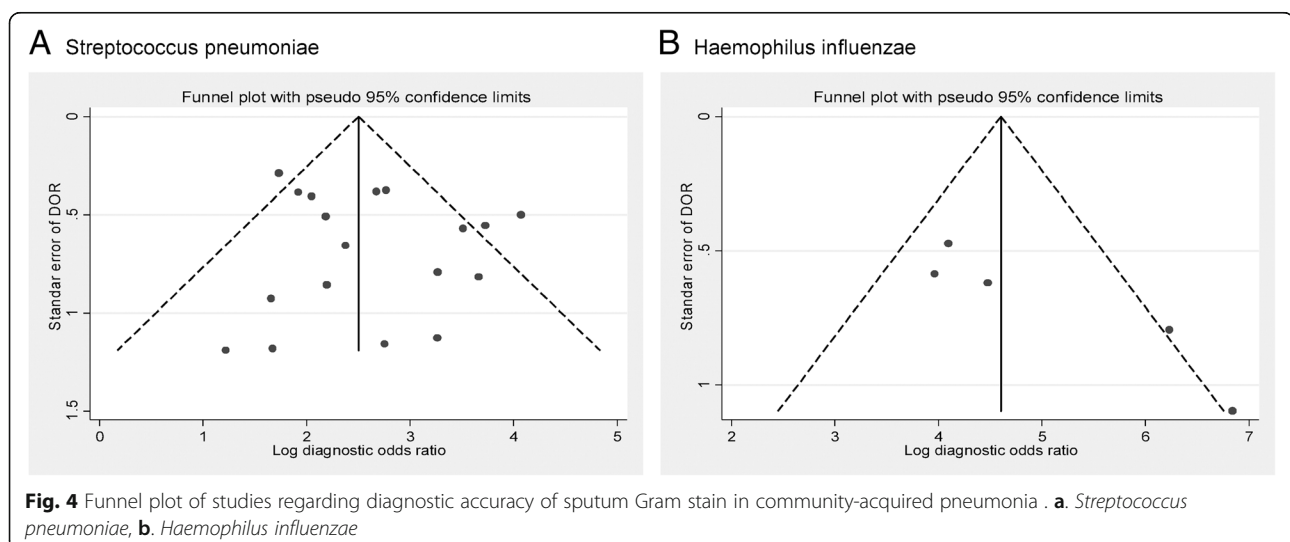 A Streptococcus pneumoniae
Funnel plot with pseudo 95% confidence limits
Standar error of DOR
0
.5
1
1.5
0 1 2 3 4 5
Log diagnostic odds ratio
B Haemophilus influenzae
Funnel plot with pseudo 95% confidence limits
Standar error of DOR
0
.5
1
2 3 4 5 6 7
Log diagnostic odds ratio
Fig. 4 Funnel plot of studies regarding diagnostic accuracy of sputum Gram stain in community-acquired pneumonia . a. Streptococcus
pneumoniae, b. Haemophilus influenzae